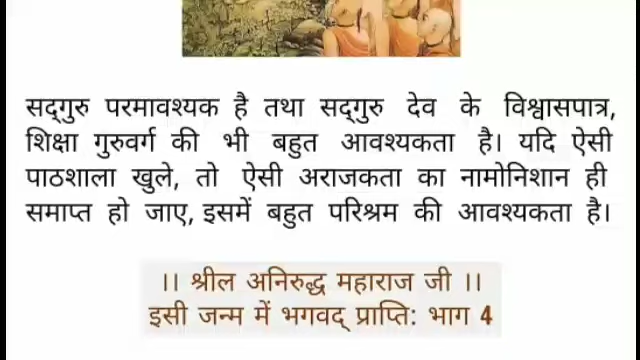 सद्गुरु परमावश्यक है तथा सद्गुरु देव के विश्वासपात्र,
शिक्षा गुरुवर्ग की भी बहुत आवश्यकता है। यदि ऐसी
पाठशाला खुले, तो ऐसी अराजकता का नामोनिशान ही
समाप्त हो जाए, इसमें बहुत परिश्रम की आवश्यकता है।
।। श्रील अनिरुद्ध महाराज जी ।।
इसी जन्म में भगवद् प्राप्ति: भाग 4